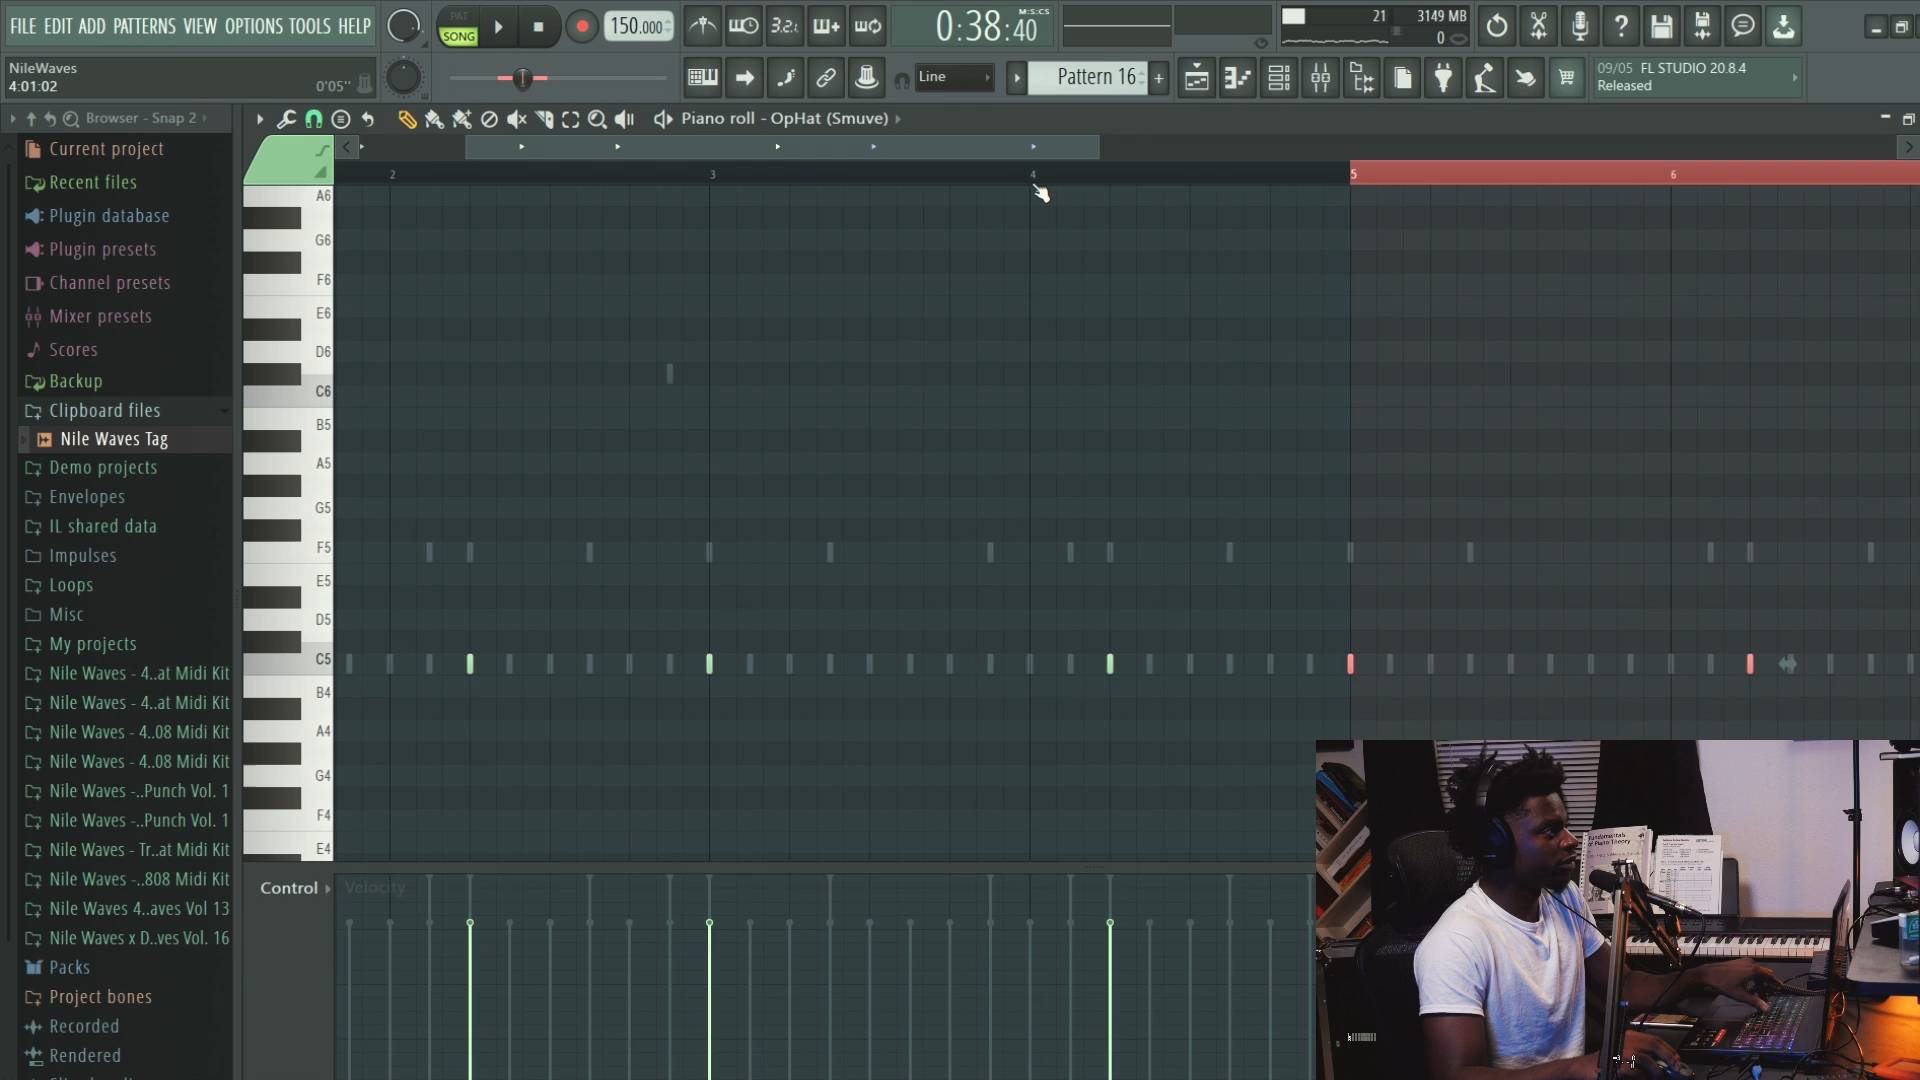 FILE EDIT ADD PATTERNS VIEW OPTIONS TOOLS HELP
PAT
SONG
150.000
3.2.
0:38:40
M:S:CS
21
3149 MB
0
NileWaves
4:01:02
0'05"
Line
Pattern 16
09/05 FL STUDIO 20.8.4
Released
Browser - Snap 2
Piano roll - OpHat (Smuve)
Current project
Recent files
Plugin database
Plugin presets
Channel presets
Mixer presets
Scores
Backup
Clipboard files
Nile Waves Tag
Demo projects
Envelopes
IL shared data
Impulses
Loops
Misc
My projects
Nile Waves - 4..at Midi Kit
Nile Waves - 4..at Midi Kit
Nile Waves - 4..08 Midi Kit
Nile Waves - 4..08 Midi Kit
Nile Waves -..Punch Vol. 1
Nile Waves -..Punch Vol. 1
Nile Waves - Tr..at Midi Kit
Nile Waves -..808 Midi Kit
Nile Waves 4..aves Vol 13
Nile Waves x D..ves Vol. 16
Packs
Project bones
Recorded
Rendered
2
3
4
5
6
A6
G6
F6
E6
D6
C6
B5
A5
G5
F5
E5
D5
C5
B4
A4
G4
F4
E4
Control
Velocity
Fundamentals
of Piano Theory